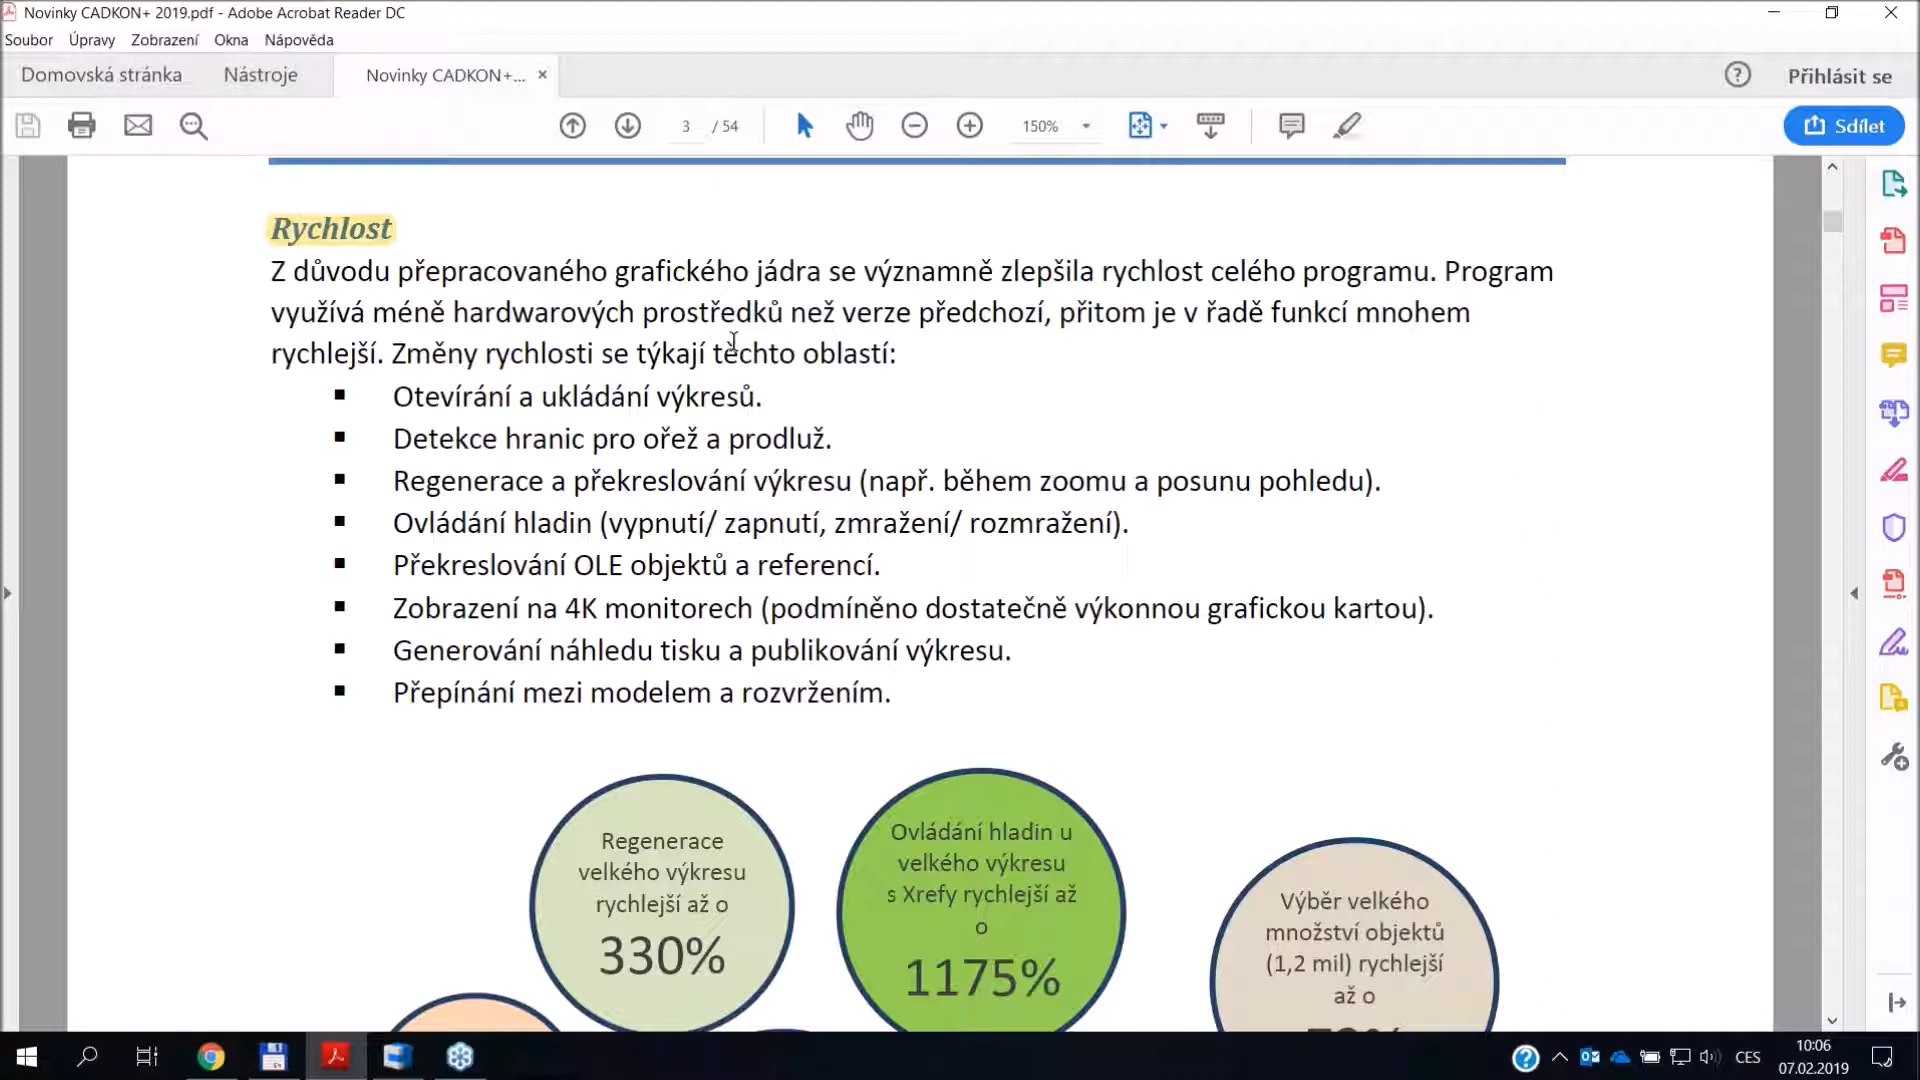 Novinky CADKON+ 2019.pdf - Adobe Acrobat Reader DC
Soubor Úpravy Zobrazení Okna Nápověda
Domovská stránka Nástroje Novinky CADKON+... × ? Přihlásit se
3 / 54 150% Sdílet
Rychlost
Z důvodu přepracovaného grafického jádra se významně zlepšila rychlost celého programu. Program
využívá méně hardwarových prostředků než verze předchozí, přitom je v řadě funkcí mnohem
rychlejší. Změny rychlosti se týkají těchto oblastí:
▪ Otevírání a ukládání výkresů.
▪ Detekce hranic pro ořež a prodluž.
▪ Regenerace a překreslování výkresu (např. během zoomu a posunu pohledu).
▪ Ovládání hladin (vypnutí/ zapnutí, zmražení/ rozmražení).
▪ Překreslování OLE objektů a referencí.
▪ Zobrazení na 4K monitorech (podmíněno dostatečně výkonnou grafickou kartou).
▪ Generování náhledu tisku a publikování výkresu.
▪ Přepínání mezi modelem a rozvržením.
Regenerace
velkého výkresu
rychlejší až o
330%
Ovládání hladin u
velkého výkresu
s Xrefy rychlejší až
o
1175%
Výběr velkého
množství objektů
(1,2 mil) rychlejší
až o
CES
10:06
07.02.2019